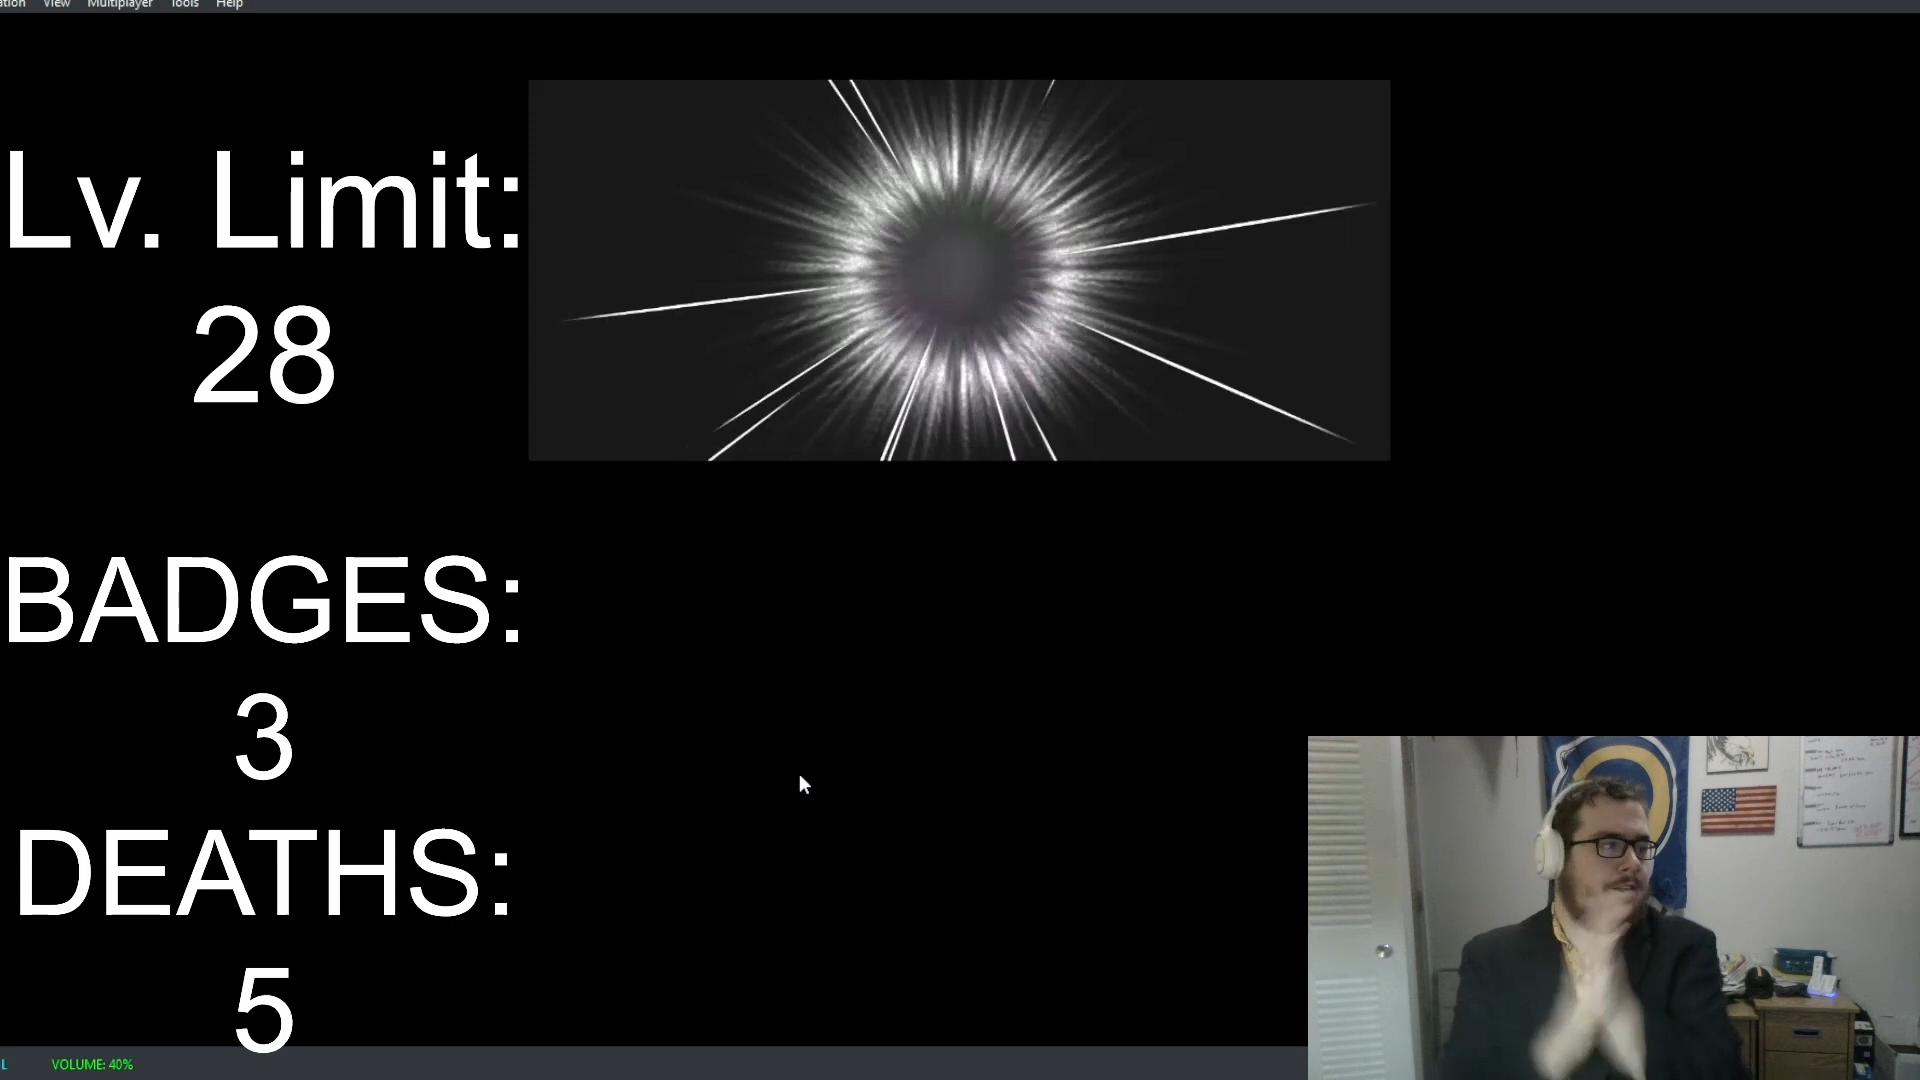 View Multiplayer Tools Help
Lv. Limit:
28
BADGES:
3
DEATHS:
5
VOLUME: 40%